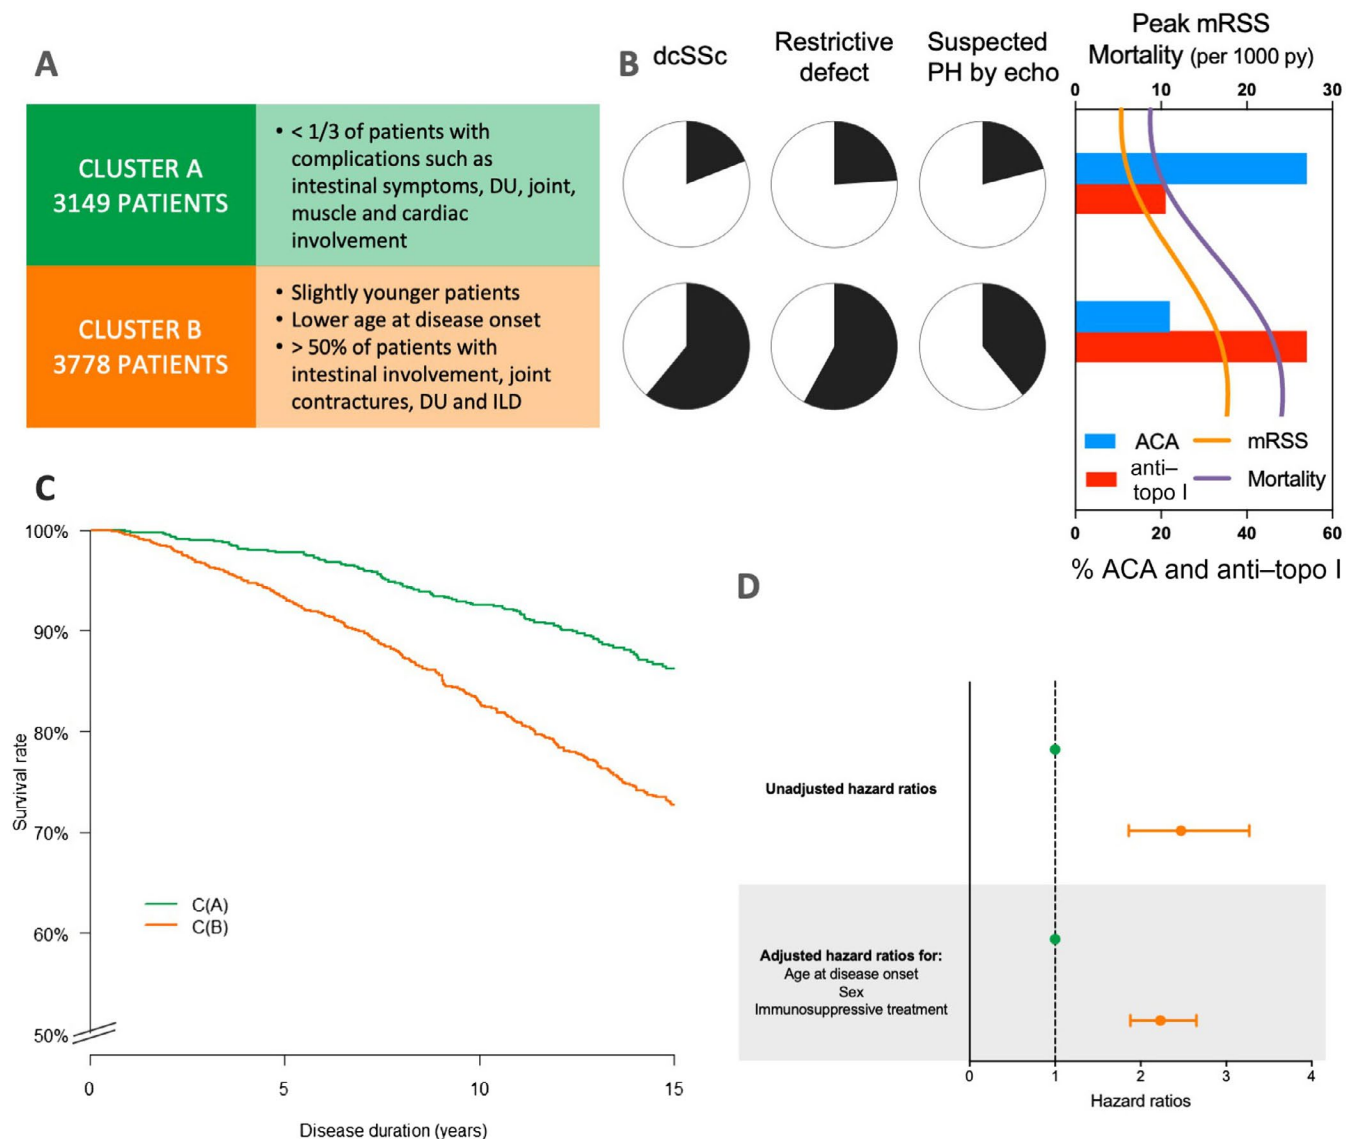 A
CLUSTER A
3149 PATIENTS
• < 1/3 of patients with
complications such as
intestinal symptoms, DU, joint,
muscle and cardiac
involvement
CLUSTER B
3778 PATIENTS
• Slightly younger patients
• Lower age at disease onset
• > 50% of patients with
intestinal involvement, joint
contractures, DU and ILD
B
dcSSc
Restrictive
defect
Suspected
PH by echo
Peak mRSS
Mortality (per 1000 py)
0 10 20 30
ACA
mRSS
anti–
topo I
Mortality
0 20 40 60
% ACA and anti–topo I
C
Survival rate
100%
90%
80%
70%
60%
50%
C(A)
C(B)
0 5 10 15
Disease duration (years)
D
Unadjusted hazard ratios
Adjusted hazard ratios for:
Age at disease onset
Sex
Immunosuppressive treatment
0 1 2 3 4
Hazard ratios